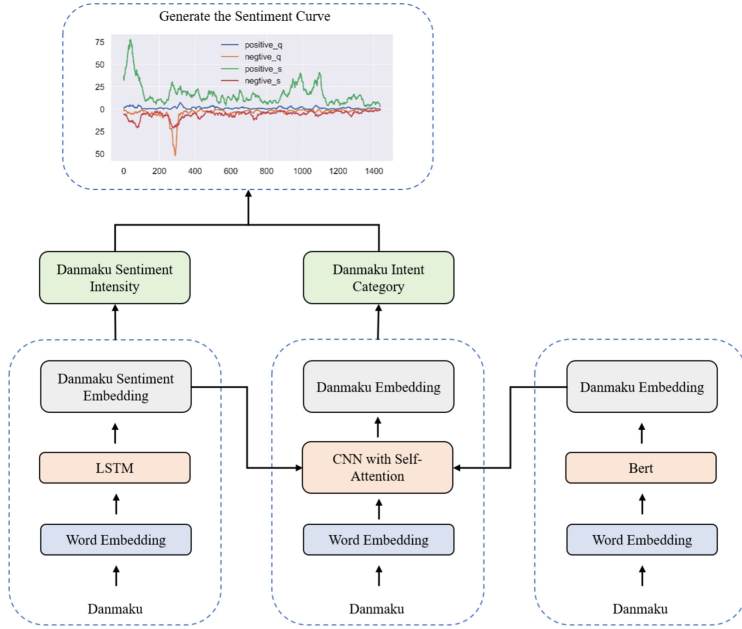 Generate the Sentiment Curve
positive_q
negtive_q
positive_s
negtive_s
75
50
25
0
25
50
0 200 400 600 800 1000 1200 1400
Danmaku Sentiment
Intensity
Danmaku Intent
Category
Danmaku Sentiment
Embedding
Danmaku Embedding
Danmaku Embedding
LSTM
CNN with Self-
Attention
Bert
Word Embedding
Word Embedding
Word Embedding
Danmaku
Danmaku
Danmaku